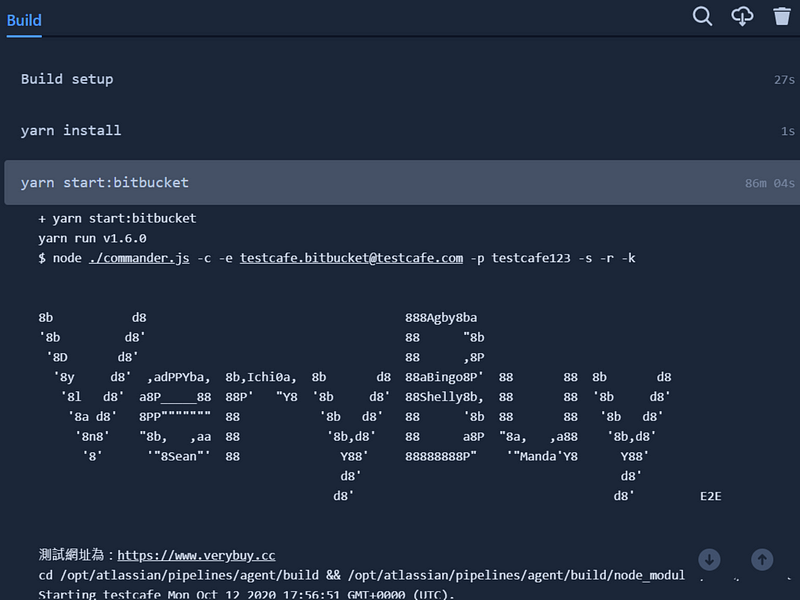 Build
Build setup 27s
yarn install 1s
yarn start:bitbucket 86m 04s
+ yarn start:bitbucket
yarn run v1.6.0
$ node ./commander.js -c -e testcafe.bitbucket@testcafe.com -p testcafe123 -s -r -k
8b           d8                                    888Agby8ba
'8b         d8'                                    88      "8b
 '8D       d8'                                     88      ,8P
  '8y     d8'  ,adPPYba,  8b,Ichi0a,  8b       d8  88aBingo8P'  88       88  8b       d8
   '8l   d8'  a8P_____88  88P'   "Y8  '8b     d8'  88Shelly8b,  88       88  '8b     d8'
    '8a d8'   8PP"""""""  88           '8b   d8'   88      '8b  88       88   '8b   d8'
     '8n8'    "8b,   ,aa  88            '8b,d8'    88      a8P  "8a,   ,a88    '8b,d8'
      '8'      '"8Sean"'  88              Y88'     88888888P"    '"Manda'Y8      Y88'
                                          d8'                                    d8'
                                         d8'                                    d8'         E2E
測試網址為：https://www.verybuy.cc
cd /opt/atlassian/pipelines/agent/build && /opt/atlassian/pipelines/agent/build/node_modul
Starting testcafe Mon Oct 12 2020 17:56:51 GMT+0000 (UTC).